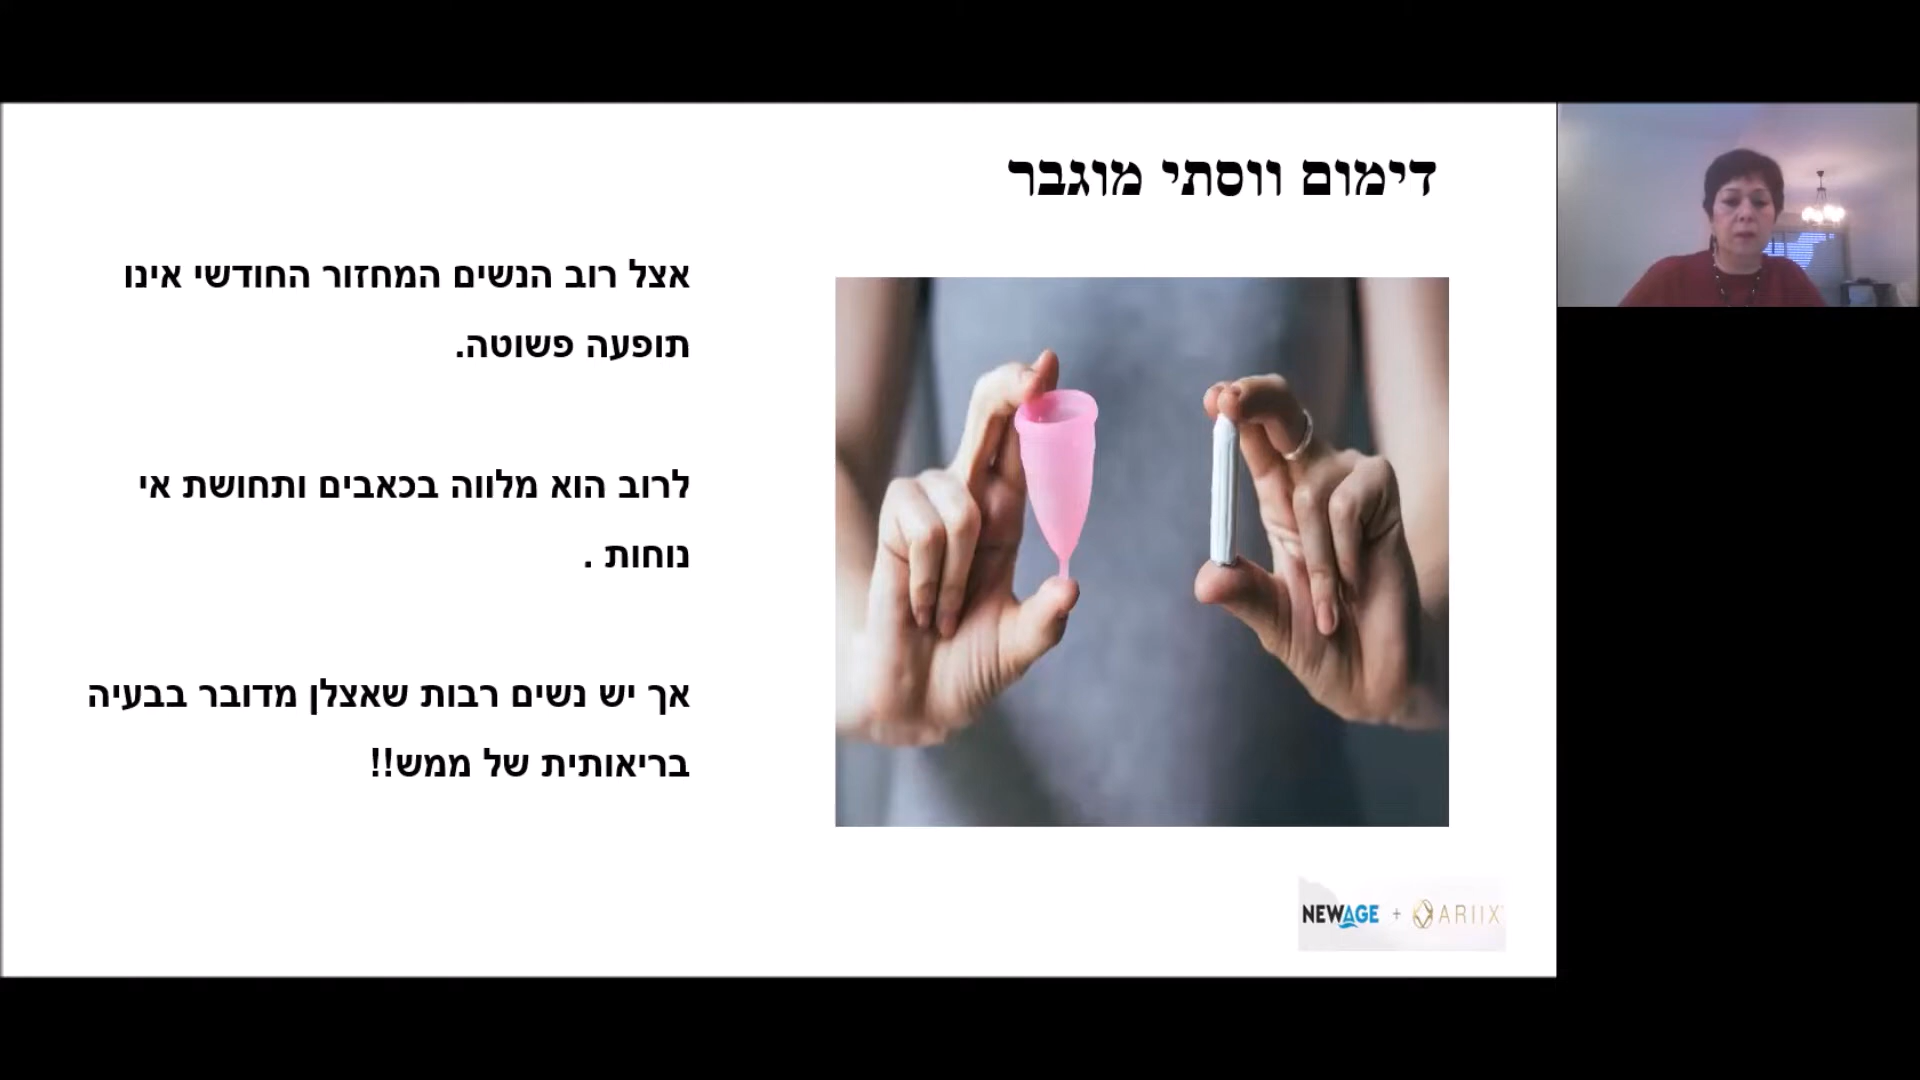 דימום ווסתי מוגבר
אצל רוב הנשים המחזור החודשי אינו
תופעה פשוטה.
לרוב הוא מלווה בכאבים ותחושת אי
נוחות .
אך יש נשים רבות שאצלן מדובר בבעיה
בריאותית של ממש!!
NEWAGE + ARIIX